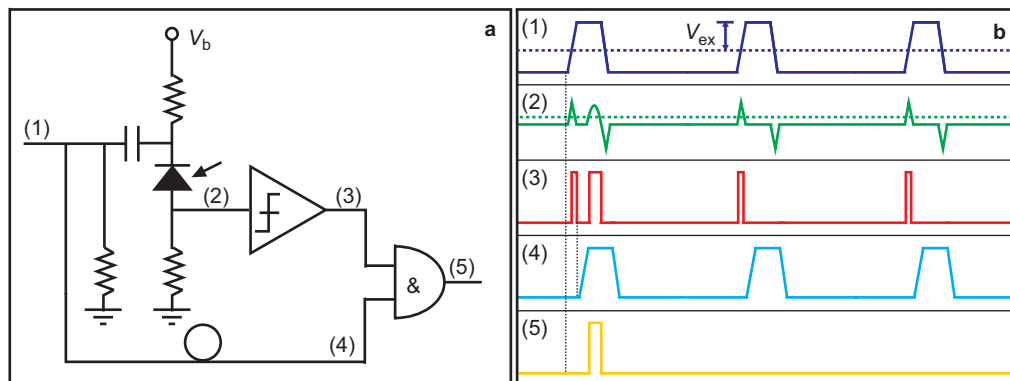 a
V_b
(1)
(2)
(3)
(5)
&
(4)
b
(1)
V_ex
(2)
(3)
(4)
(5)